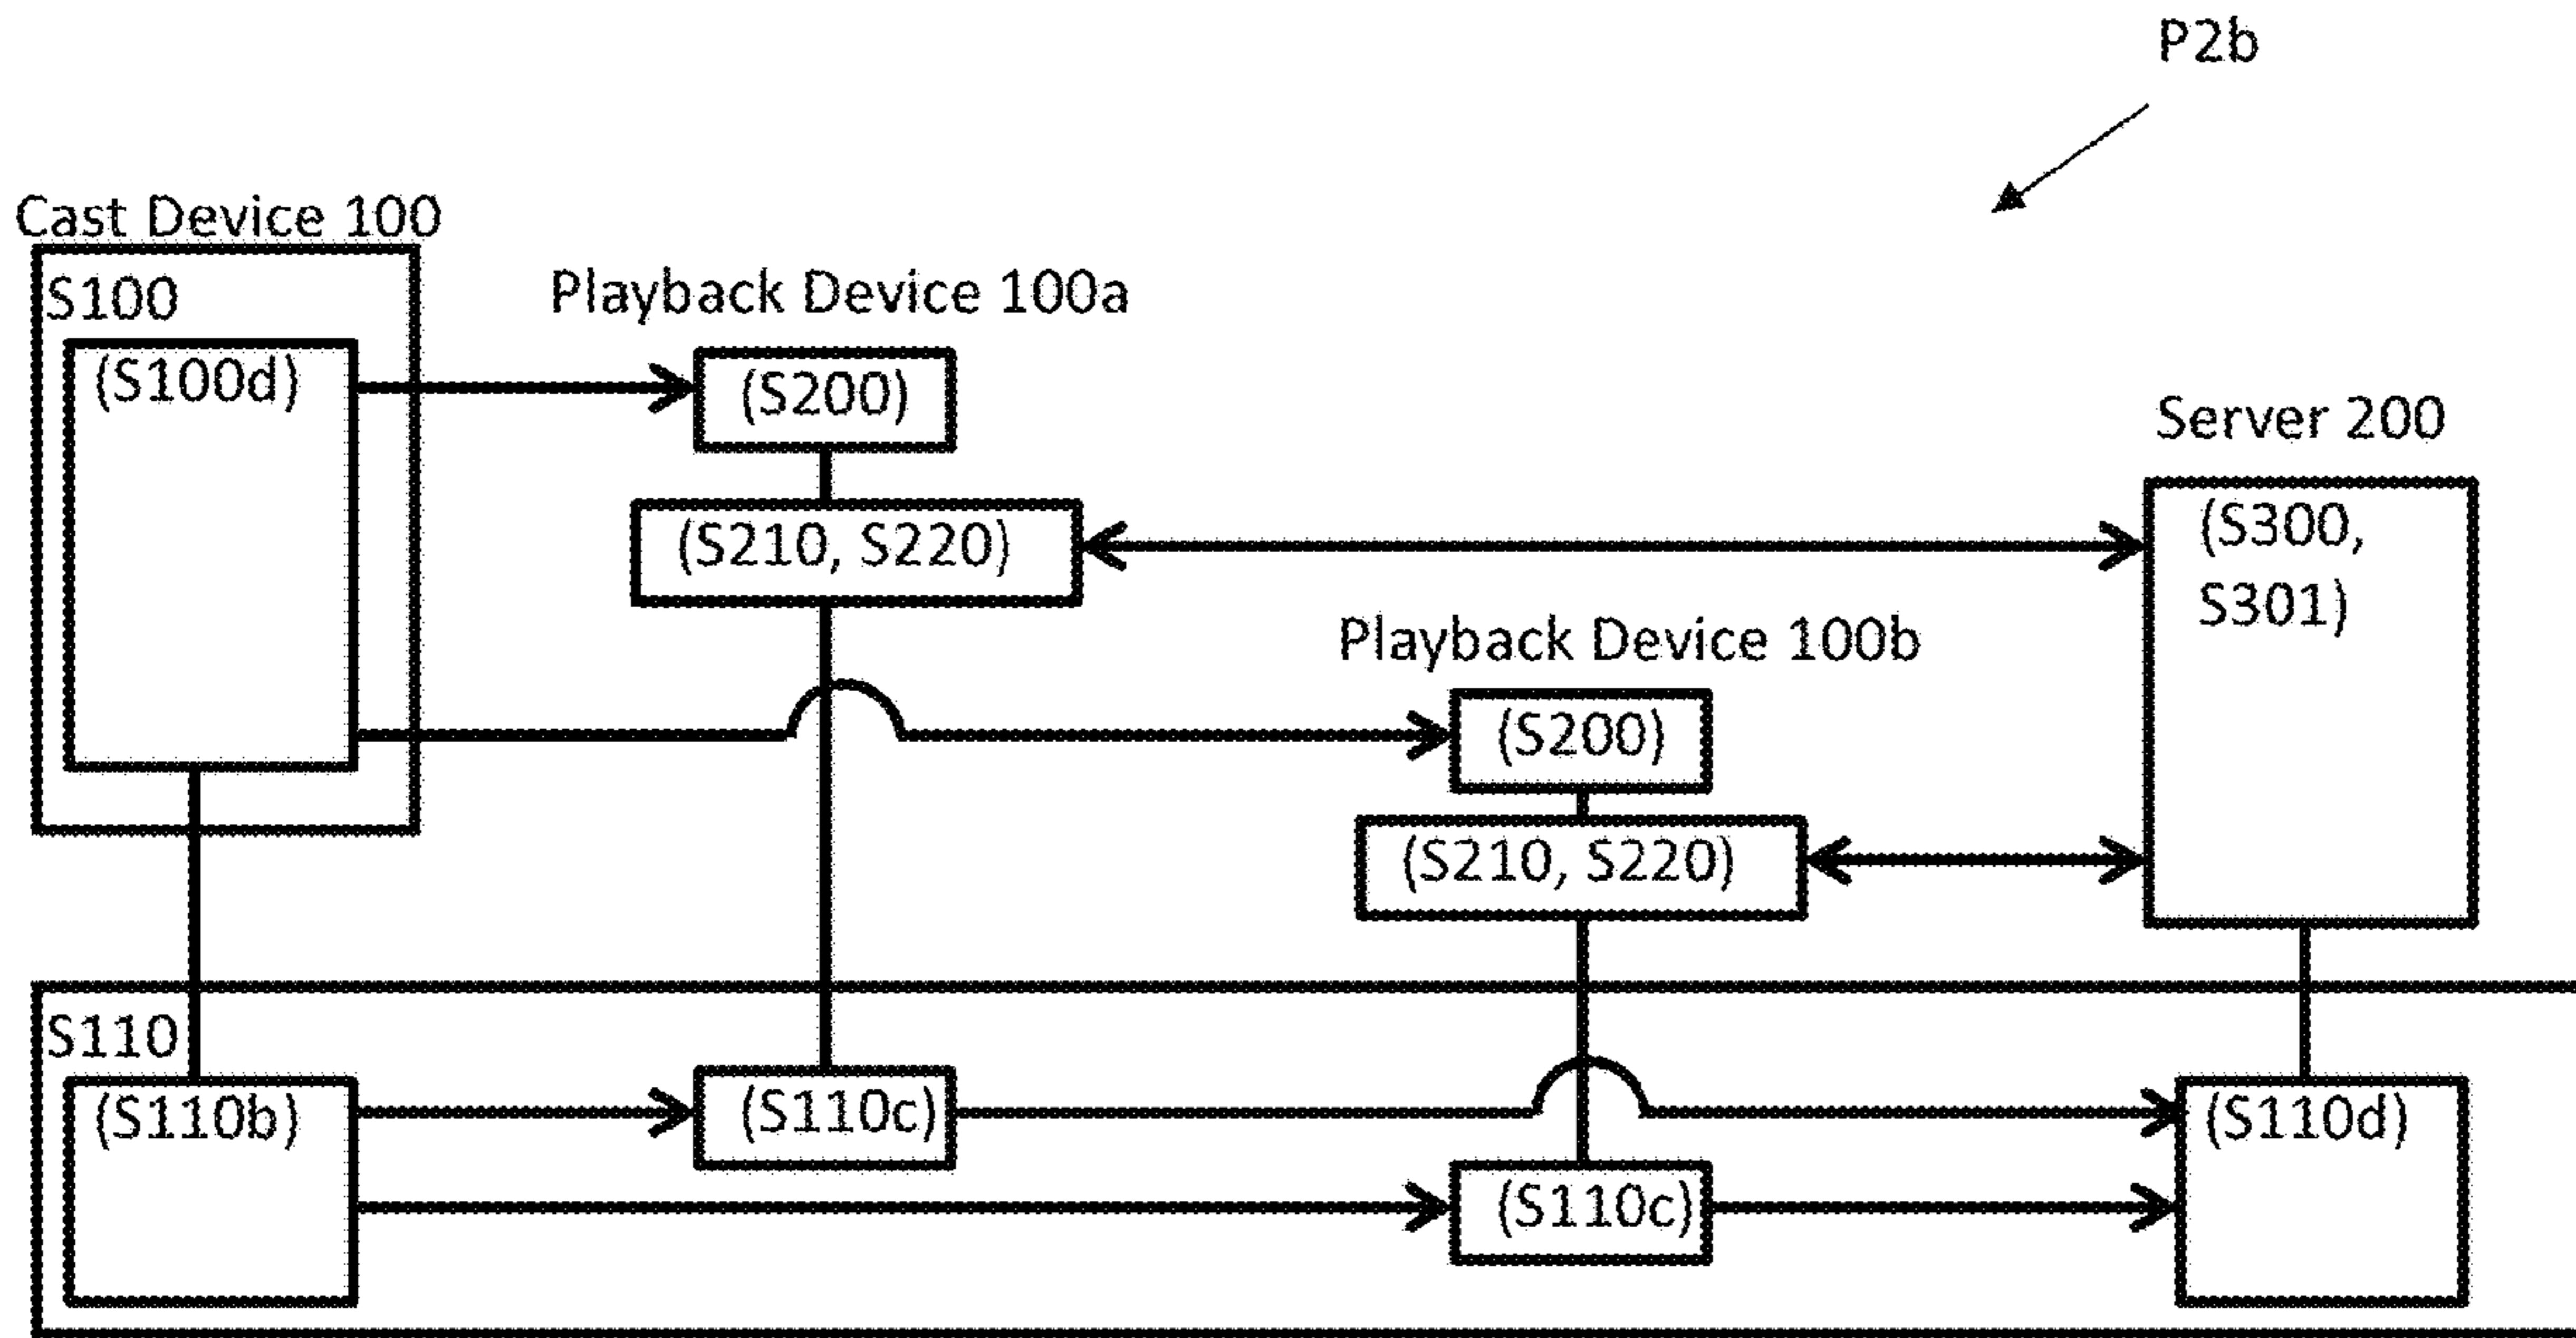 P2b
Cast Device 100
S100
Playback Device 100a
(S100d)
(S200)
Server 200
(S210, S220)
(S300,
S301)
Playback Device 100b
(S200)
(S210, S220)
S110
(S110b)
(S110c)
(S110d)
(S110c)